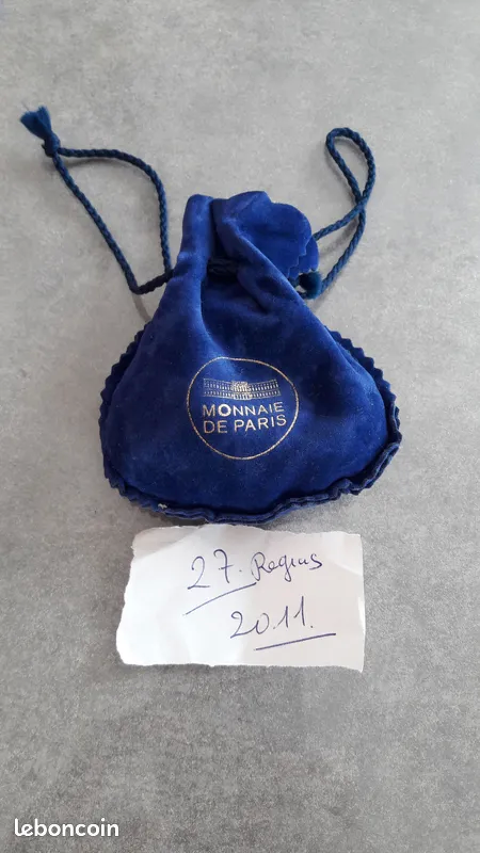 MONNAIE
DE PARIS
27. Regions
2011.
leboncoin